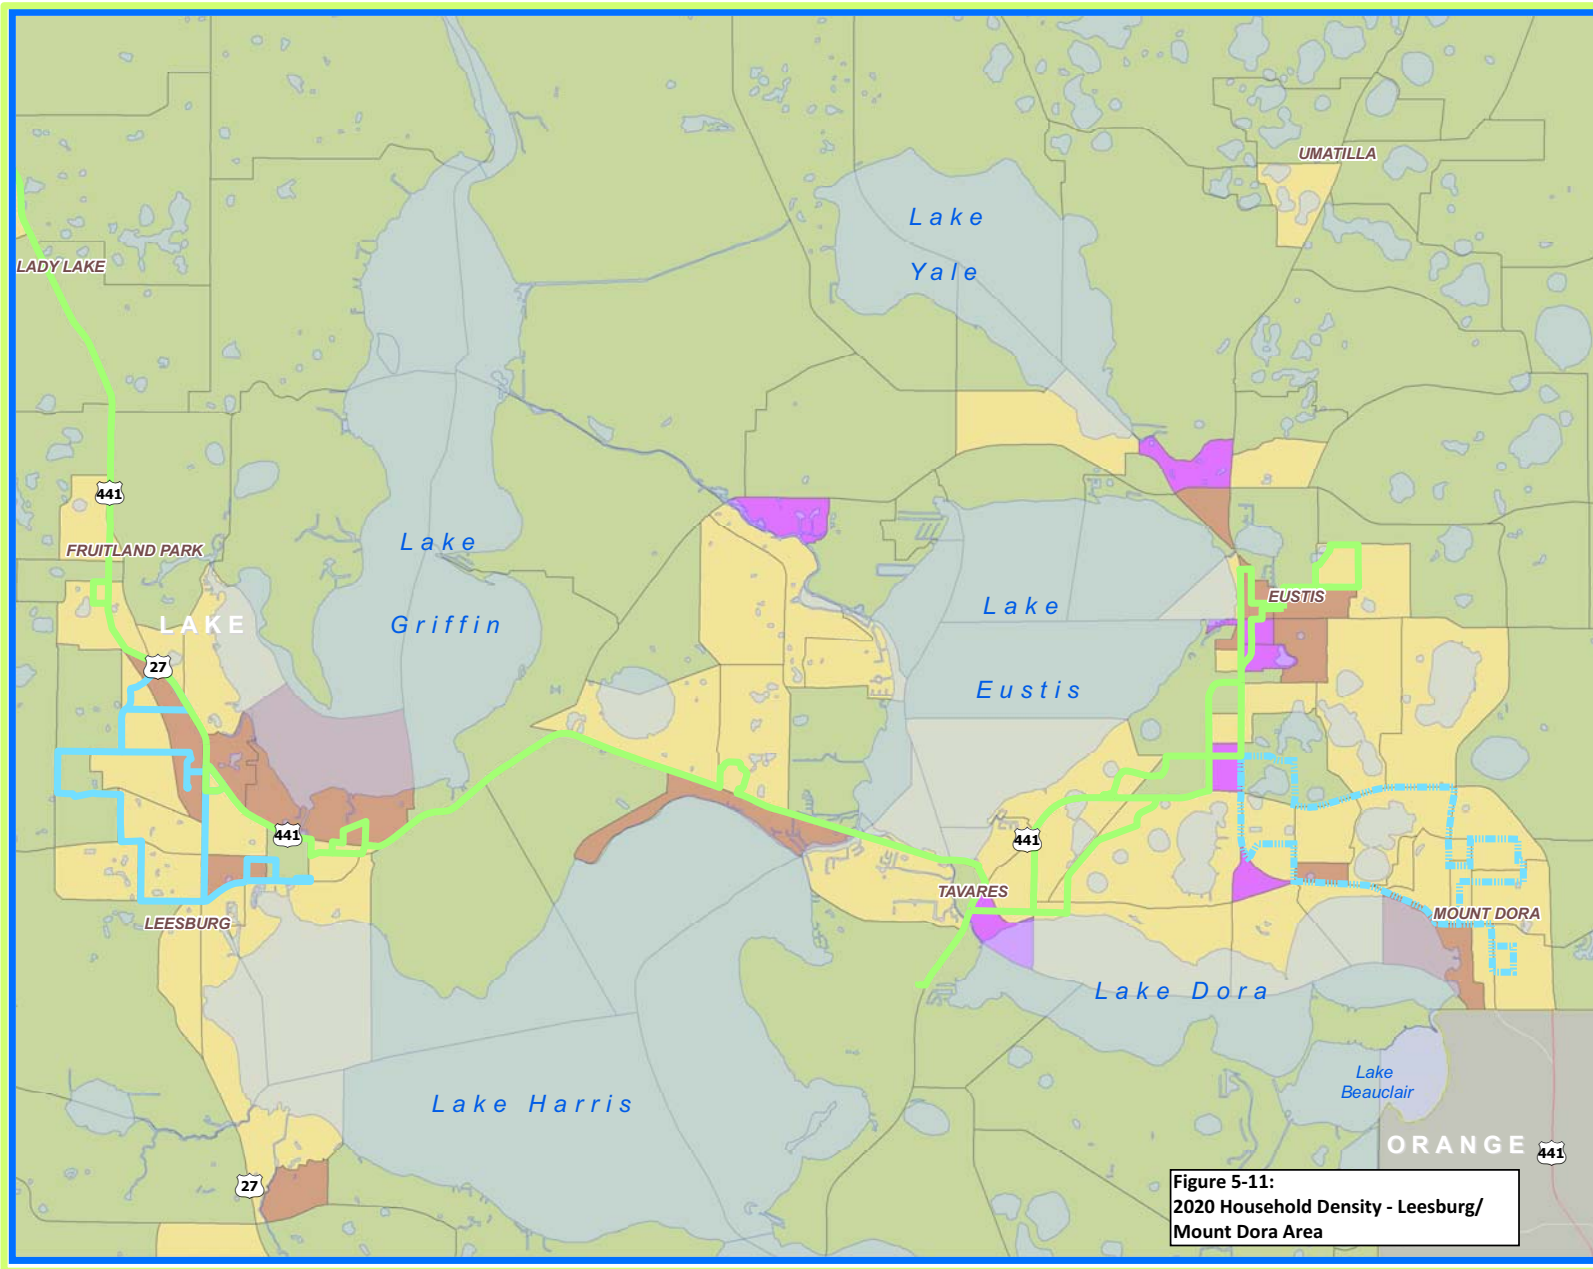 UMATILLA
Lake
Yale
LADY LAKE
441
FRUITLAND PARK
Lake
Griffin
LAKE
27
Lake
Eustis
EUSTIS
441
441
TAVARES
LEESBURG
MOUNT DORA
Lake Dora
Lake
Beauclair
Lake Harris
ORANGE
441
27
Figure 5-11:
2020 Household Density - Leesburg/
Mount Dora Area